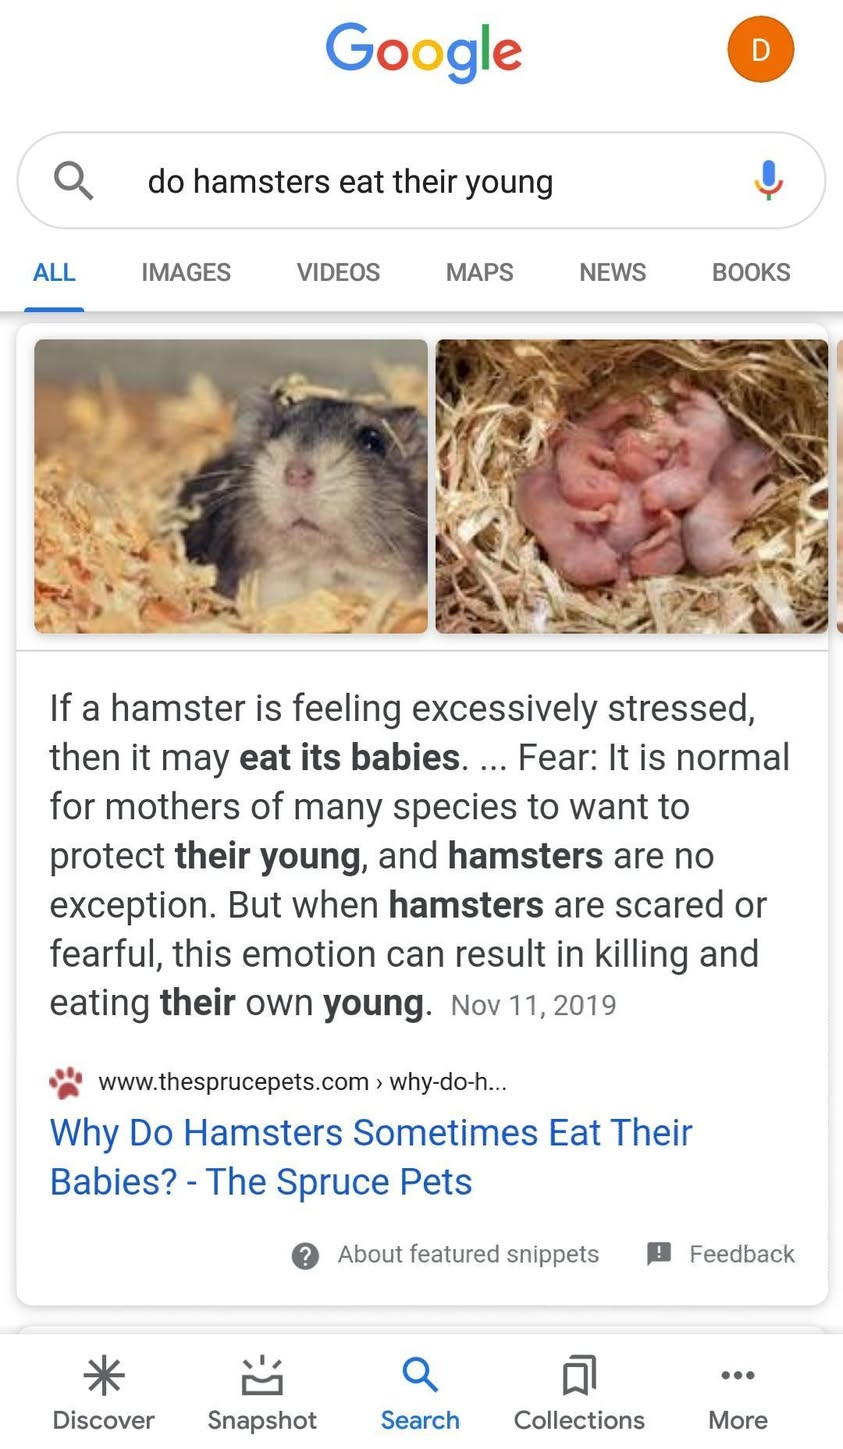 Google
D
do hamsters eat their young
ALL IMAGES VIDEOS MAPS NEWS BOOKS
If a hamster is feeling excessively stressed,
then it may eat its babies. ... Fear: It is normal
for mothers of many species to want to
protect their young, and hamsters are no
exception. But when hamsters are scared or
fearful, this emotion can result in killing and
eating their own young. Nov 11, 2019
www.thesprucepets.com › why-do-h...
Why Do Hamsters Sometimes Eat Their
Babies? - The Spruce Pets
About featured snippets Feedback
Discover Snapshot Search Collections More